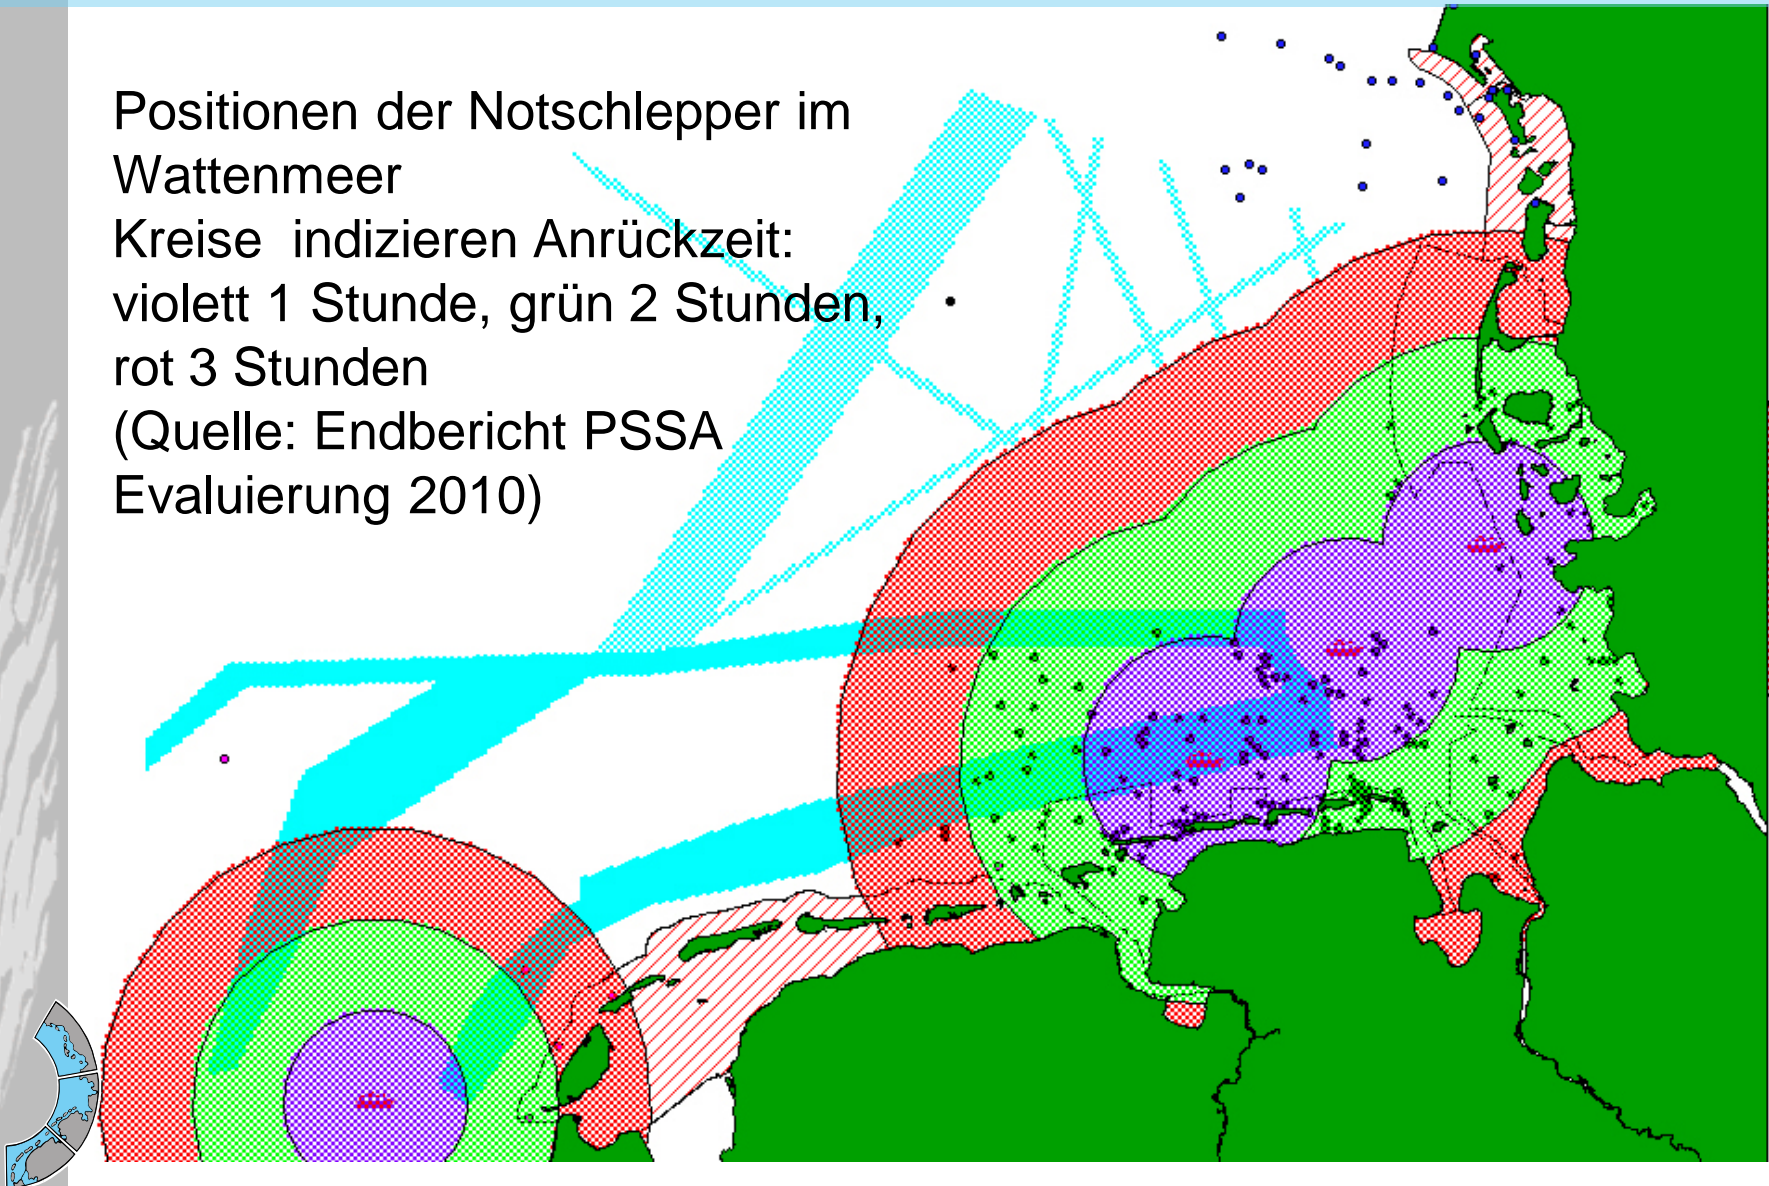 Positionen der Notschlepper im
Wattenmeer
Kreise indizieren Anrückzeit:
violett 1 Stunde, grün 2 Stunden,
rot 3 Stunden
(Quelle: Endbericht PSSA
Evaluierung 2010)